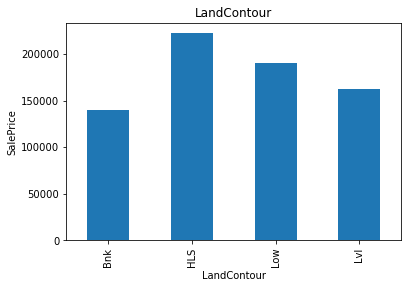 LandContour
200000
150000
100000
50000
0
SalePrice
Bnk
HLS
Low
Lvl
LandContour